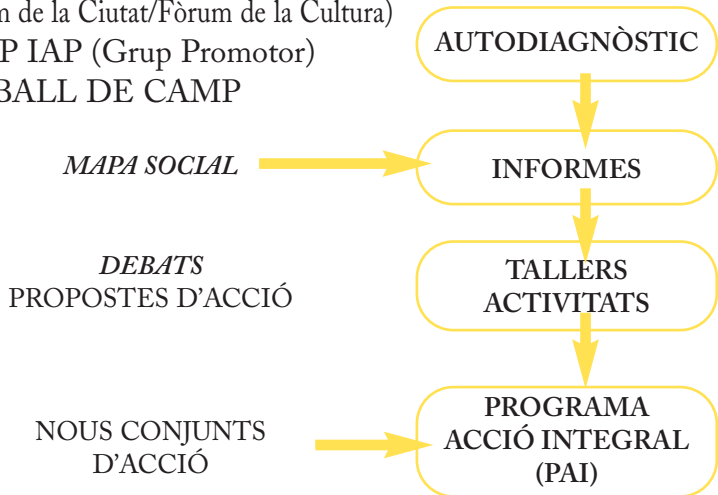 de la Ciutat/Fòrum de la Cultura)
IAP (Grup Promotor)
DE CAMP
AUTODIAGNÒSTIC
MAPA SOCIAL
INFORMES
DEBATS
PROPOSTES D'ACCIÓ
TALLERS
ACTIVITATS
NOUS CONJUNTS
D'ACCIÓ
PROGRAMA
ACCIÓ INTEGRAL
(PAI)